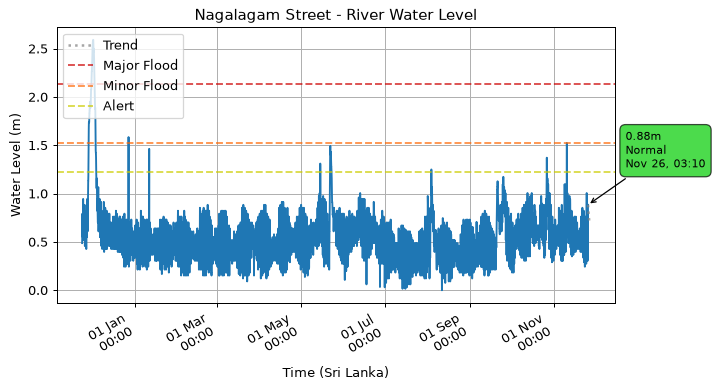 Nagalagam Street - River Water Level
Trend
Major Flood
Minor Flood
Alert
0.88m
Normal
Nov 26, 03:10
Water Level (m)
2.5
2.0
1.5
1.0
0.5
0.0
01 Jan
00:00
01 Mar
00:00
01 May
00:00
01 Jul
00:00
01 Sep
00:00
01 Nov
00:00
Time (Sri Lanka)